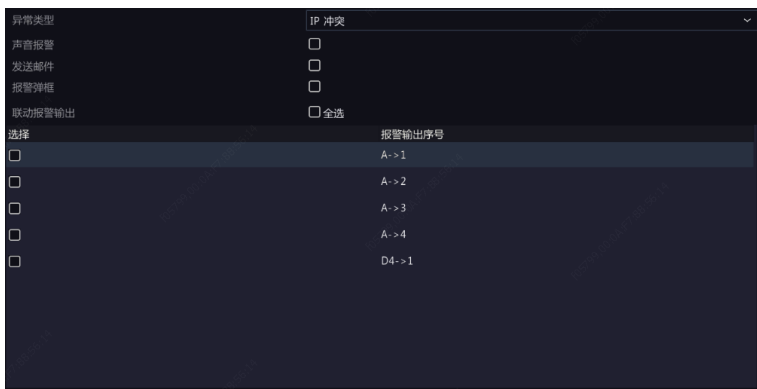 异常类型 IP 冲突
声音报警
发送邮件
报警弹框
联动报警输出 全选
选择 报警输出序号
A->1
A->2
A->3
A->4
D4->1